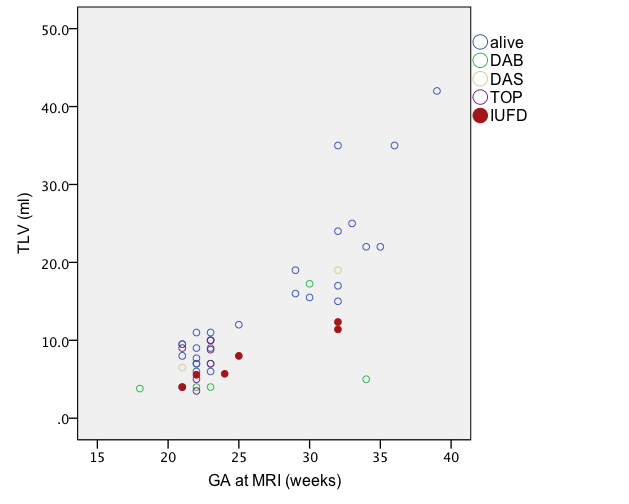 50.0
40.0
30.0
20.0
10.0
.0
TLV (ml)
15 20 25 30 35 40
GA at MRI (weeks)
alive
DAB
DAS
TOP
IUFD